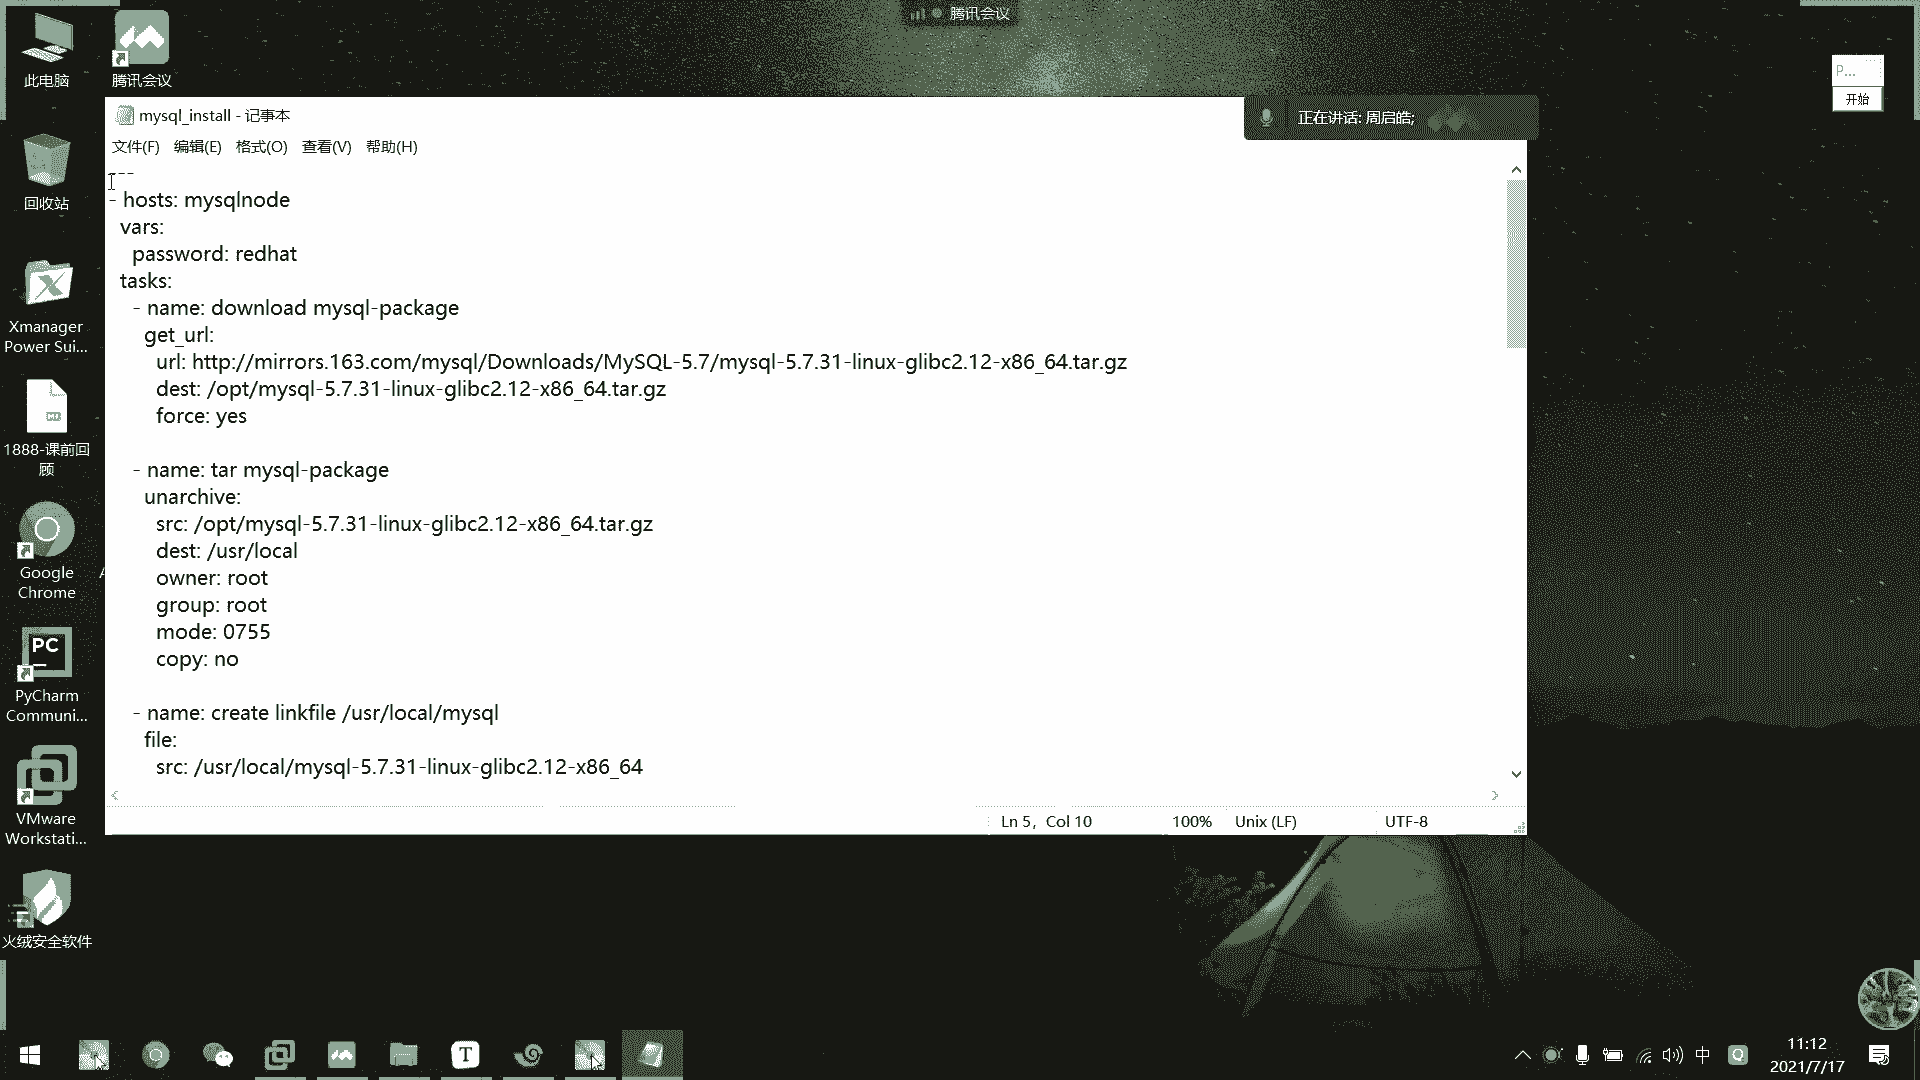 腾讯会议
此电脑
腾讯会议
回收站
Xmanager
Power Sui...
1888-课前回
顾
Google
Chrome
PC
PyCharm
Communi...
VMware
Workstati...
火绒安全软件
P...
开始
mysql_install - 记事本
正在讲话: 周启皓;
文件(F) 编辑(E) 格式(O) 查看(V) 帮助(H)
---
- hosts: mysqlnode
  vars:
    password: redhat
  tasks:
    - name: download mysql-package
      get_url:
        url: http://mirrors.163.com/mysql/Downloads/MySQL-5.7/mysql-5.7.31-linux-glibc2.12-x86_64.tar.gz
        dest: /opt/mysql-5.7.31-linux-glibc2.12-x86_64.tar.gz
        force: yes
    - name: tar mysql-package
      unarchive:
        src: /opt/mysql-5.7.31-linux-glibc2.12-x86_64.tar.gz
        dest: /usr/local
        owner: root
        group: root
        mode: 0755
        copy: no
    - name: create linkfile /usr/local/mysql
      file:
        src: /usr/local/mysql-5.7.31-linux-glibc2.12-x86_64
Ln 5, Col 10 100% Unix (LF) UTF-8
T
中
11:12
2021/7/17